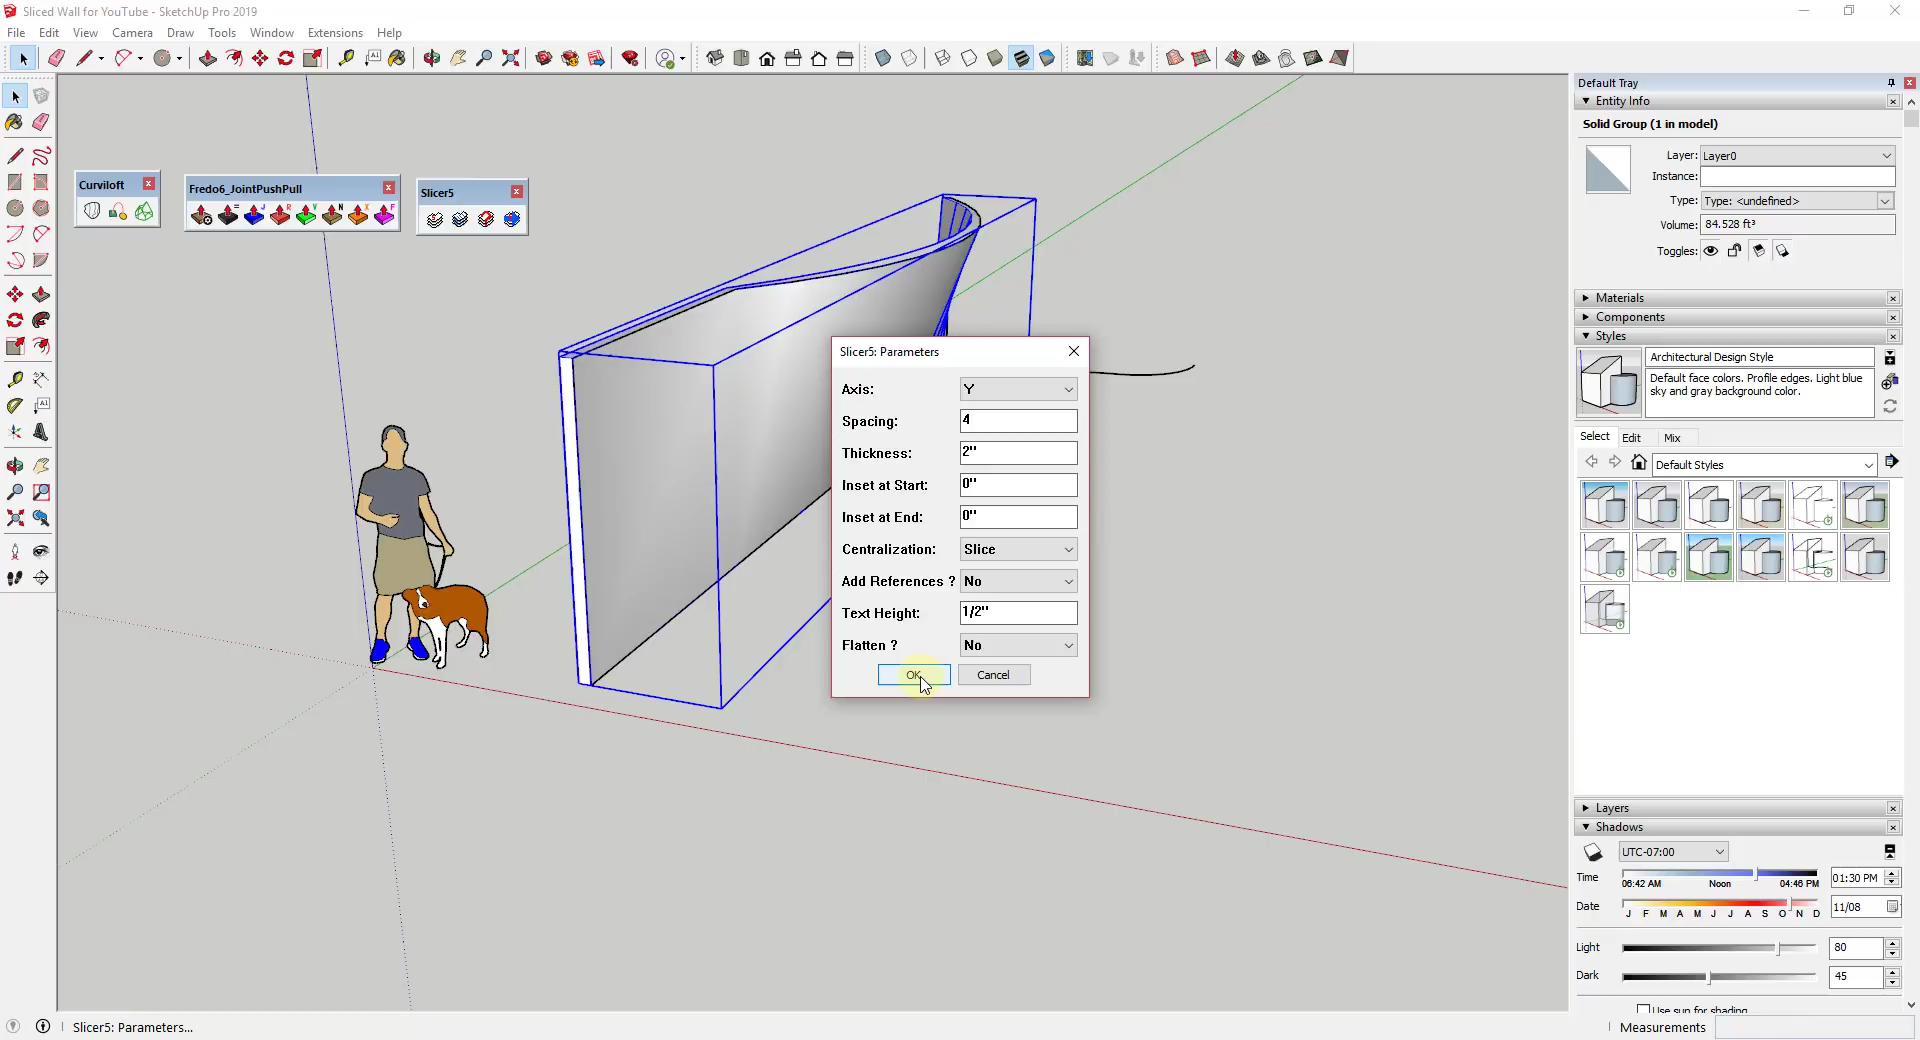 Sliced Wall for YouTube - SketchUp Pro 2019
File Edit View Camera Draw Tools Window Extensions Help
Default Tray
Entity Info
Solid Group (1 in model)
Layer: Layer0
Instance:
Type: Type: <undefined>
Volume: 84.528 ft³
Toggles:
Curviloft
Fredo6_JointPushPull
Slicer5
Materials
Components
Styles
Architectural Design Style
Default face colors. Profile edges. Light blue
sky and gray background color.
Select Edit Mix
Default Styles
Slicer5: Parameters
Axis: Y
Spacing: 4
Thickness: 2"
Inset at Start: 0"
Inset at End: 0"
Centralization: Slice
Add References ? No
Text Height: 1/2"
Flatten ? No
OK Cancel
Layers
Shadows
UTC-07:00
Time 06:42 AM Noon 04:46 PM 01:30 PM
Date J F M A M J J A S O N D 11/08
Light 80
Dark 45
Use sun for shading
Slicer5: Parameters...
Measurements